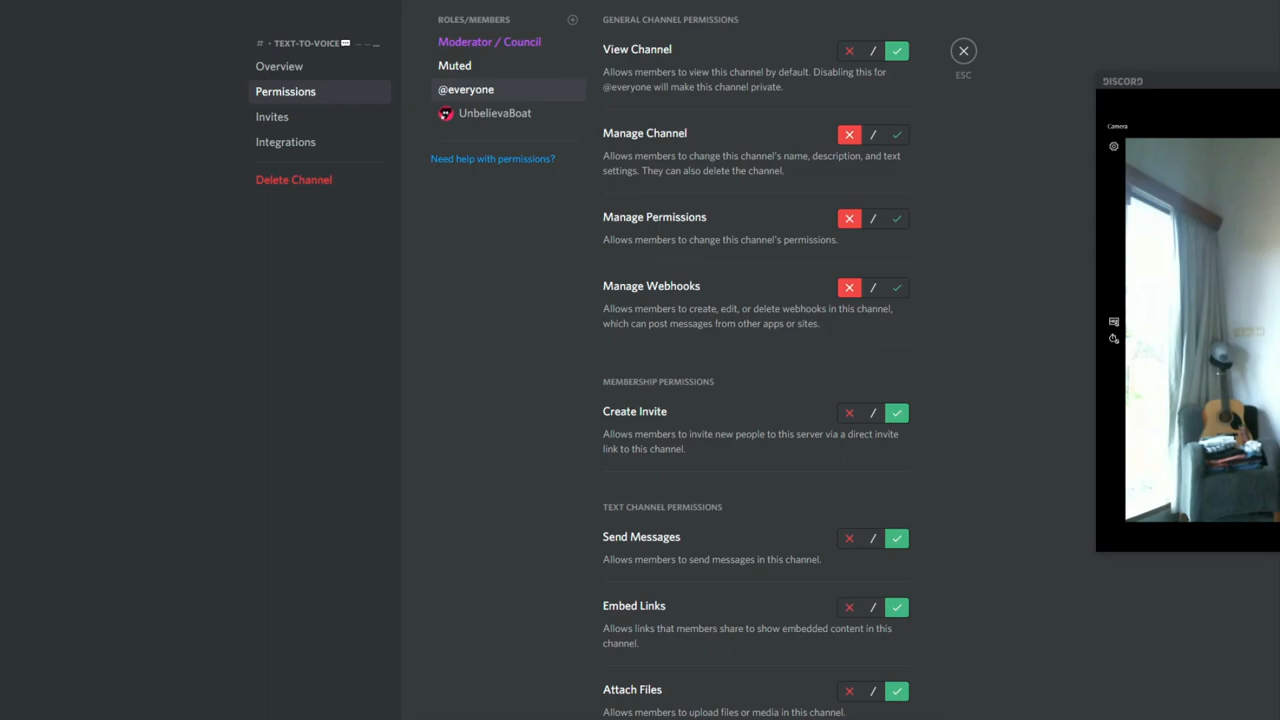 # · TEXT-TO-VOICE
Overview
Permissions
Invites
Integrations
Delete Channel
ROLES/MEMBERS
Moderator / Council
Muted
@everyone
UnbelievaBoat
Need help with permissions?
GENERAL CHANNEL PERMISSIONS
View Channel
Allows members to view this channel by default. Disabling this for
@everyone will make this channel private.
Manage Channel
Allows members to change this channel's name, description, and text
settings. They can also delete the channel.
Manage Permissions
Allows members to change this channel's permissions.
Manage Webhooks
Allows members to create, edit, or delete webhooks in this channel,
which can post messages from other apps or sites.
MEMBERSHIP PERMISSIONS
Create Invite
Allows members to invite new people to this server via a direct invite
link to this channel.
TEXT CHANNEL PERMISSIONS
Send Messages
Allows members to send messages in this channel.
Embed Links
Allows links that members share to show embedded content in this
channel.
Attach Files
Allows members to upload files or media in this channel.
ESC
DISCORD
Camera